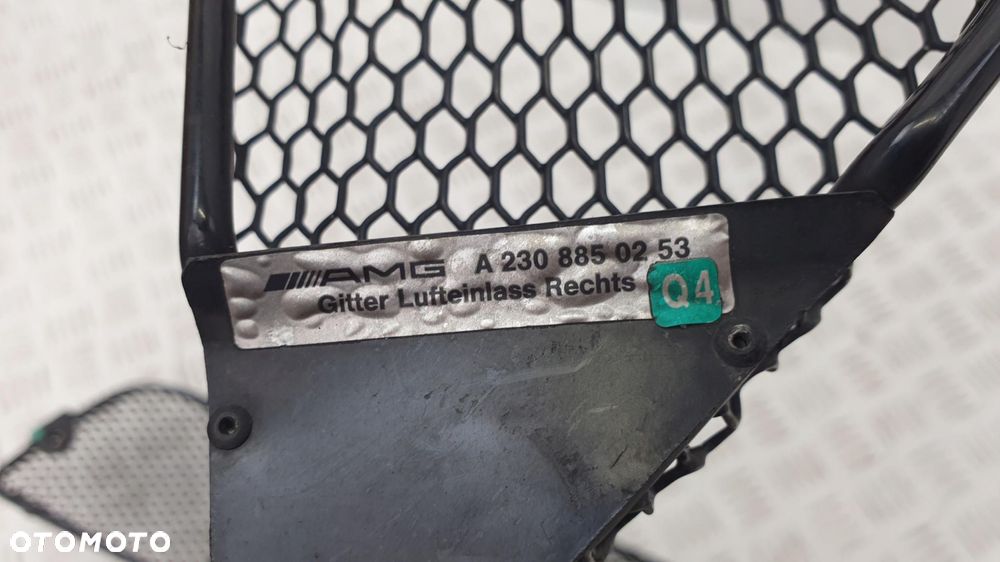 AMG A 230 885 02 53
Gitter Lufteinlass Rechts Q4
OTOMOTO